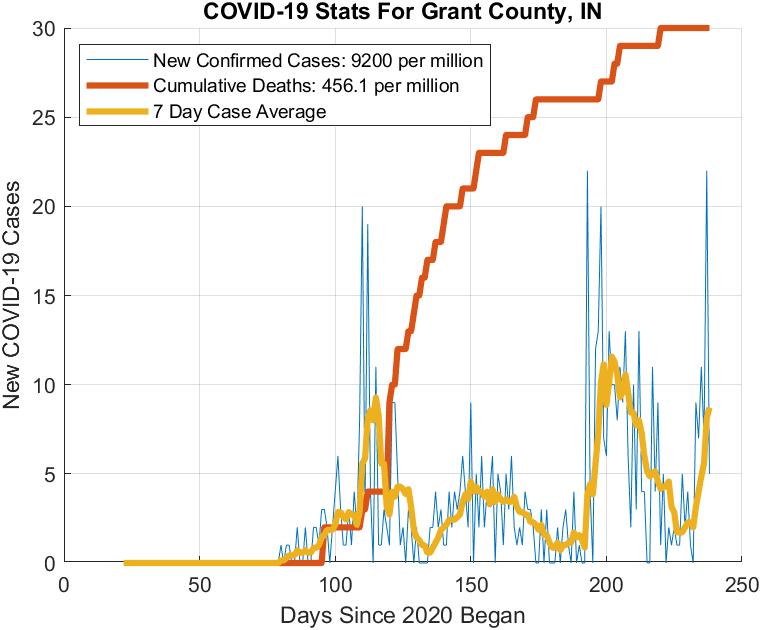 COVID-19 Stats For Grant County, IN
New Confirmed Cases: 9200 per million
Cumulative Deaths: 456.1 per million
7 Day Case Average
New COVID-19 Cases
30
25
20
15
10
5
0
0 50 100 150 200 250
Days Since 2020 Began